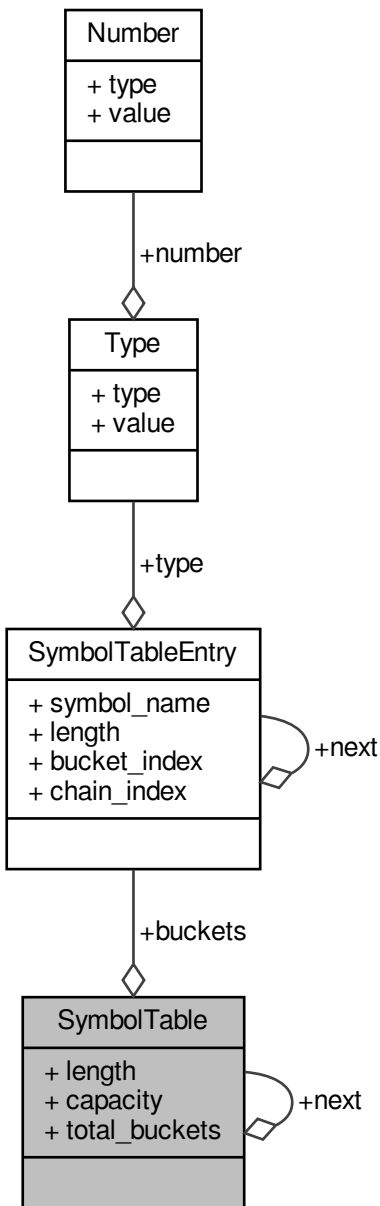 Number
+ type
+ value
+number
Type
+ type
+ value
+type
SymbolTableEntry
+ symbol_name
+ length
+ bucket_index
+ chain_index
+next
+buckets
SymbolTable
+ length
+ capacity
+ total_buckets
+next